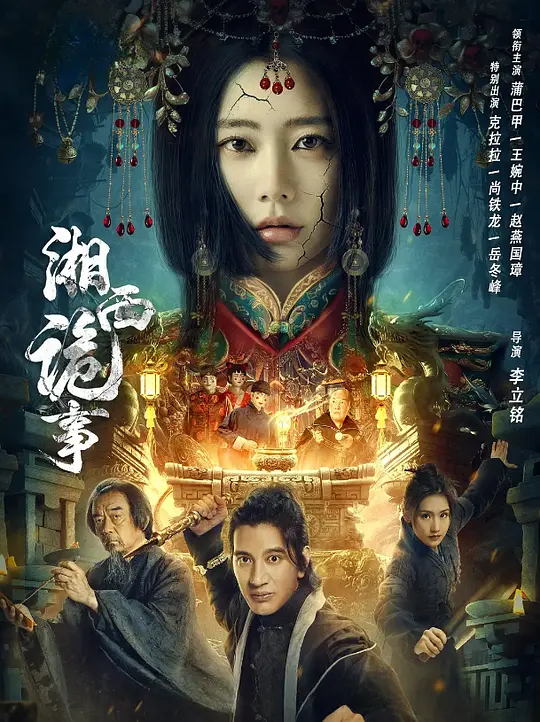 领衔主演 蒲巴甲 王婉中 赵燕国璋
特别出演 克拉拉 尚铁龙 岳冬峰
导演 李立铭
湘西诡事